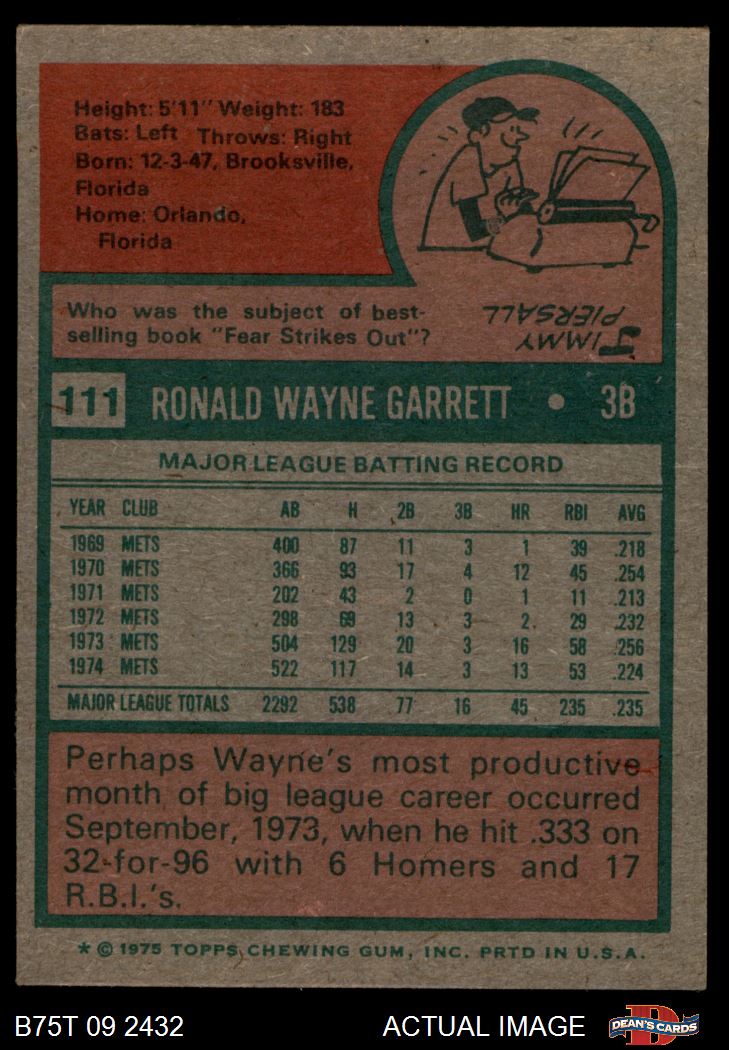 Height: 5'11" Weight: 183
Bats: Left Throws: Right
Born: 12-3-47, Brooksville,
Florida
Home: Orlando,
Florida
Who was the subject of best-
selling book "Fear Strikes Out"?
JIMMY
PIERSALL
111 RONALD WAYNE GARRETT • 3B
MAJOR LEAGUE BATTING RECORD
YEAR CLUB AB H 2B 3B HR RBI AVG
1969 METS 400 87 11 3 1 39 .218
1970 METS 366 93 17 4 12 45 .254
1971 METS 202 43 2 0 1 11 .213
1972 METS 298 69 13 3 2 29 .232
1973 METS 504 129 20 3 16 58 .256
1974 METS 522 117 14 3 13 53 .224
MAJOR LEAGUE TOTALS 2292 538 77 16 45 235 .235
Perhaps Wayne's most productive
month of big league career occurred
September, 1973, when he hit .333 on
32-for-96 with 6 Homers and 17
R.B.I.'s.
* © 1975 TOPPS CHEWING GUM, INC. PRTD IN U.S.A.
B75T 09 2432 ACTUAL IMAGE DEAN'S CARDS